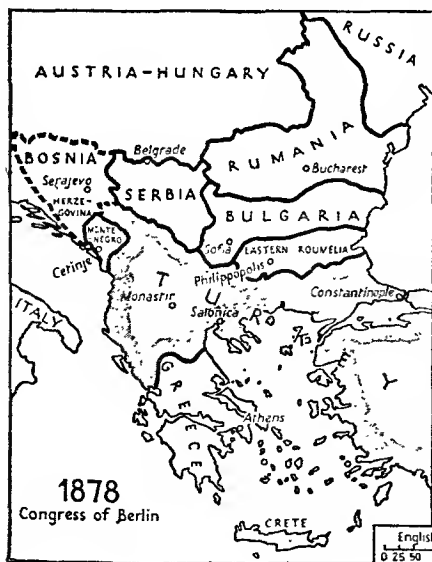 RUSSIA
AUSTRIA-HUNGARY
RUMANIA
BOSNIA
Belgrade
Bucharest
Serajevo
SERBIA
HERZE-
GOVINA
BULGARIA
MONTE
NEGRO
Sofia
EASTERN ROUMELIA
Cetinje
Philippopolis
TURKEY
Constantinople
Monastir
Salonica
ITALY
GREECE
Athens
1878
Congress of Berlin
CRETE
English
0 25 50